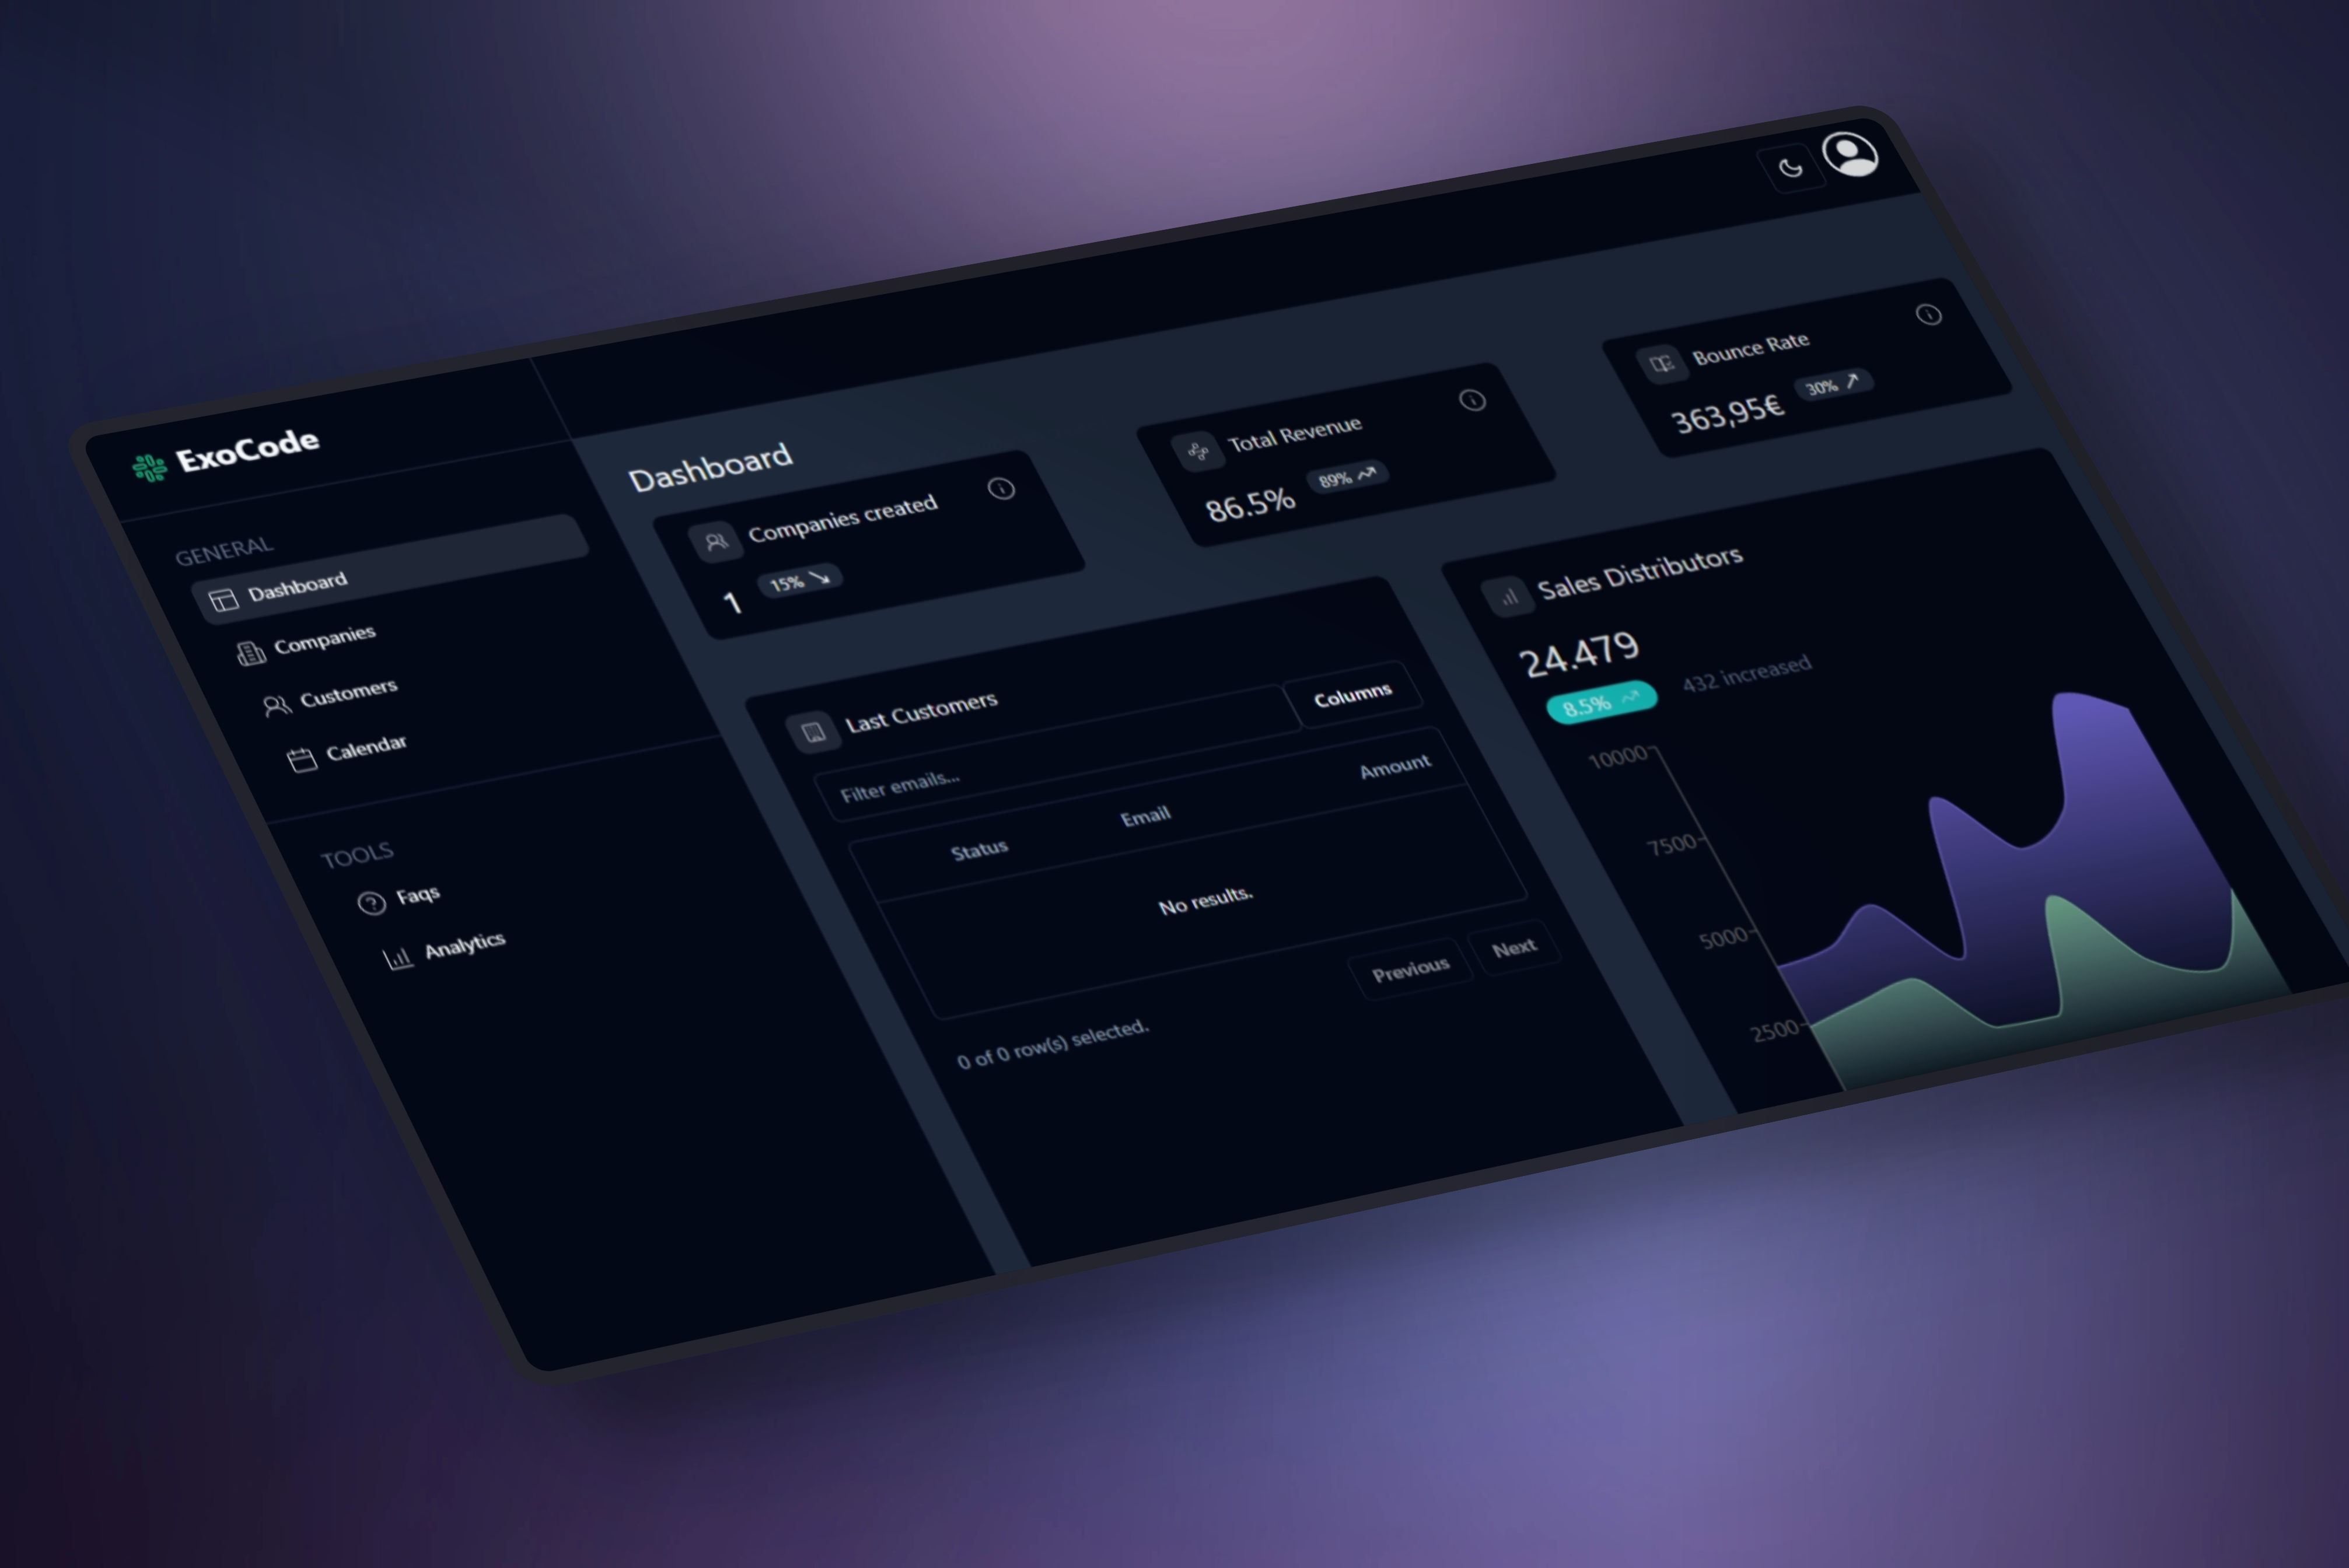 ExoCode
GENERAL
Dashboard
Companies
Customers
Calendar
TOOLS
Faqs
Analytics
Dashboard
Companies created
1 15%
Total Revenue
86.5% 89%
Bounce Rate
363,95€ 30%
Last Customers
Filter emails...
Columns
Status Email Amount
No results.
0 of 0 row(s) selected.
Previous Next
Sales Distributors
24.479
8.5% 432 increased
10000
7500
5000
2500